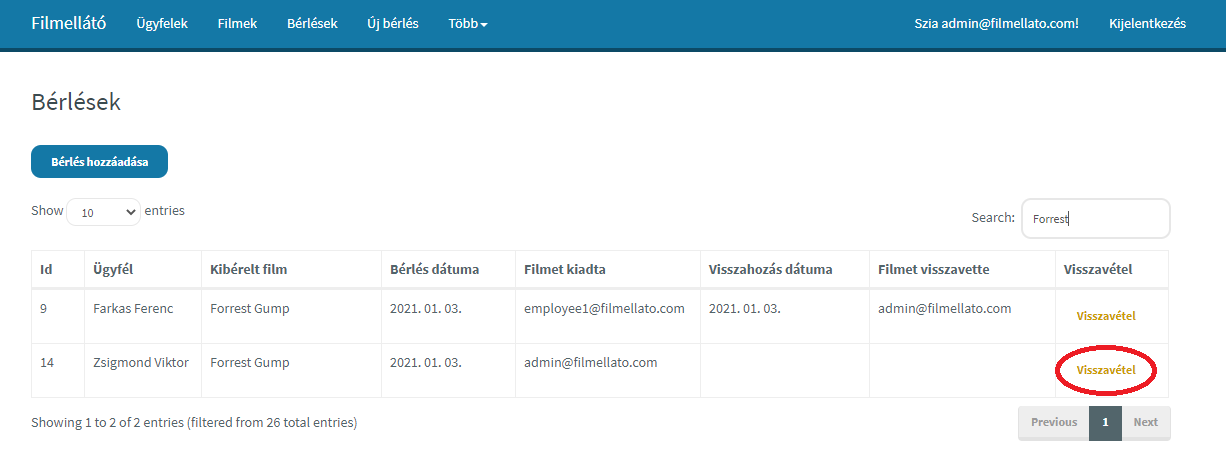 Filmellátó Ügyfelek Filmek Bérlések Új bérlés Több Szia admin@filmellato.com! Kijelentkezés
Bérlések
Bérlés hozzáadása
Show 10 entries Search: Forrest
Id Ügyfél Kibérelt film Bérlés dátuma Filmet kiadta Visszahozás dátuma Filmet visszavette Visszavétel
9 Farkas Ferenc Forrest Gump 2021. 01. 03. employee1@filmellato.com 2021. 01. 03. admin@filmellato.com Visszavétel
14 Zsigmond Viktor Forrest Gump 2021. 01. 03. admin@filmellato.com Visszavétel
Showing 1 to 2 of 2 entries (filtered from 26 total entries) Previous 1 Next